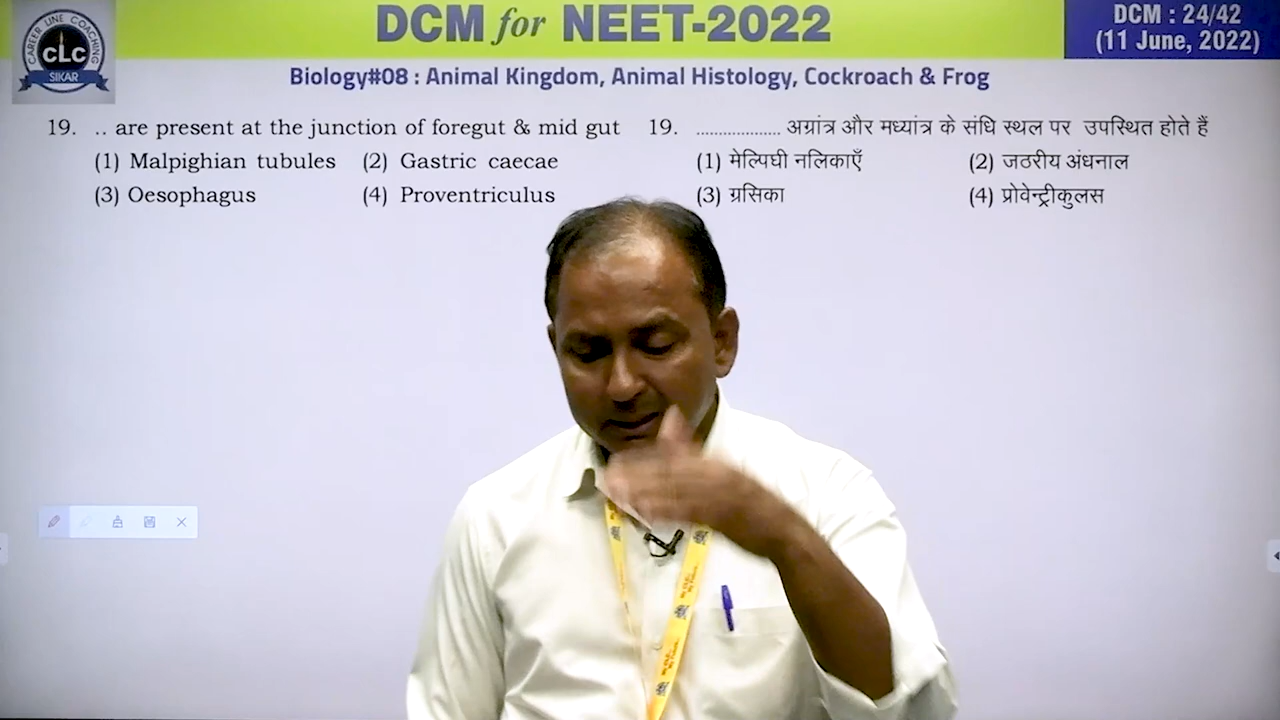 DCM for NEET-2022
DCM : 24/42
(11 June, 2022)
CAREER LINE COACHING
CLC
SIKAR
Biology#08 : Animal Kingdom, Animal Histology, Cockroach & Frog
19. .. are present at the junction of foregut & mid gut
(1) Malpighian tubules (2) Gastric caecae
(3) Oesophagus (4) Proventriculus
19. ................... अग्रांत्र और मध्यांत्र के संधि स्थल पर उपस्थित होते हैं
(1) मेल्पिघी नलिकाएँ (2) जठरीय अंधनाल
(3) ग्रसिका (4) प्रोवेन्ट्रीकुलस